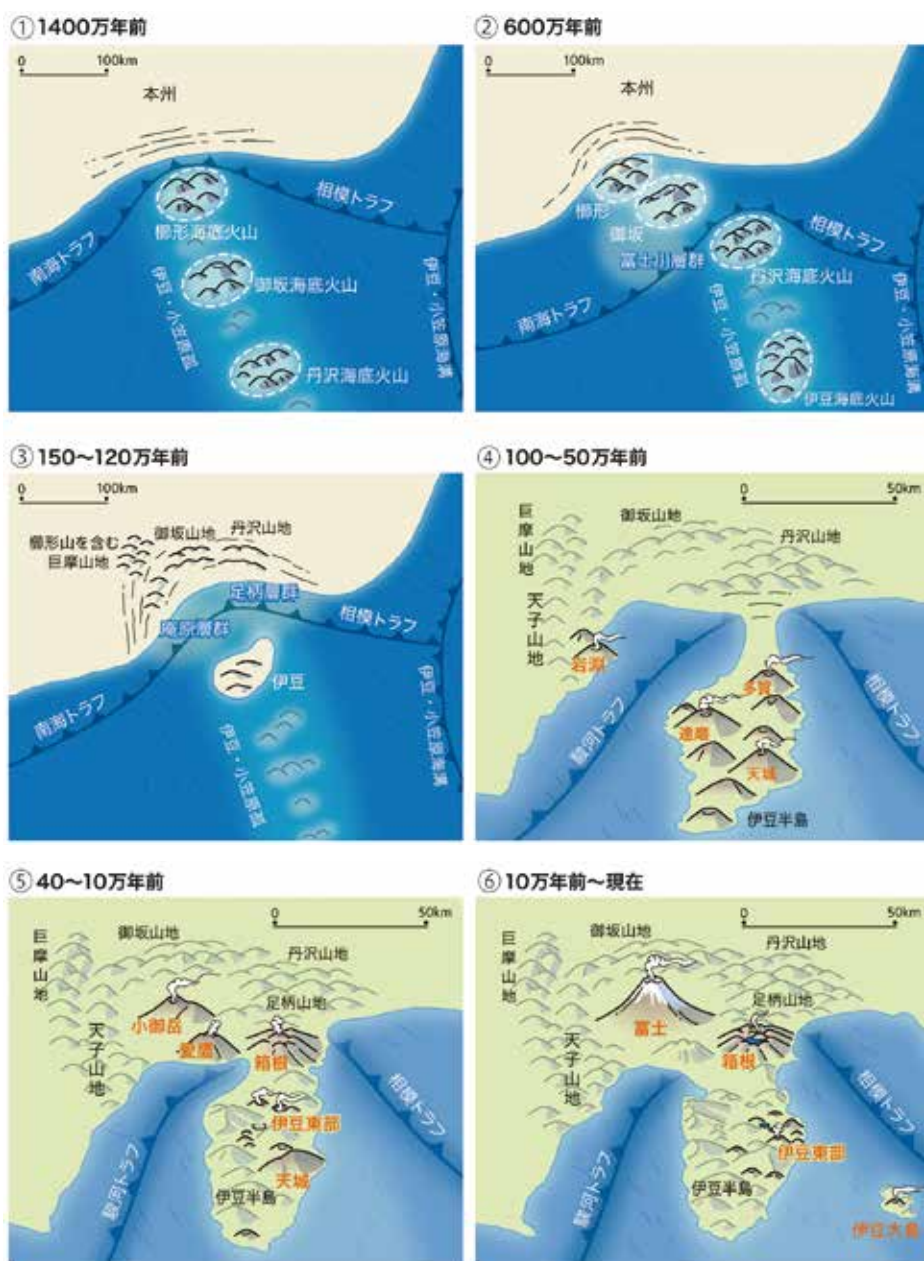 ① 1400万年前
0 100km
本州
相模トラフ
櫛形海底火山
南海トラフ
御坂海底火山
伊豆・小笠原弧
伊豆・小笠原海溝
丹沢海底火山
② 600万年前
0 100km
本州
櫛形
相模トラフ
御坂
富士川層群
丹沢海底火山
南海トラフ
伊豆・小笠原弧
伊豆・小笠原海溝
伊豆海底火山
③ 150〜120万年前
0 100km
御坂山地
丹沢山地
櫛形山を含む
巨摩山地
足柄層群
相模トラフ
庵原層群
伊豆
南海トラフ
伊豆・小笠原弧
伊豆・小笠原海溝
④ 100〜50万年前
0 50km
巨摩山地
御坂山地
丹沢山地
天子山地
岩淵
多賀
相模トラフ
達磨
駿河トラフ
天城
伊豆半島
⑤ 40〜10万年前
0 50km
巨摩山地
御坂山地
丹沢山地
足柄山地
小御岳
愛鷹
箱根
天子山地
相模トラフ
伊豆東部
駿河トラフ
天城
伊豆半島
⑥ 10万年前〜現在
0 50km
巨摩山地
御坂山地
丹沢山地
足柄山地
富士
箱根
天子山地
相模トラフ
伊豆東部
駿河トラフ
伊豆半島
伊豆大島